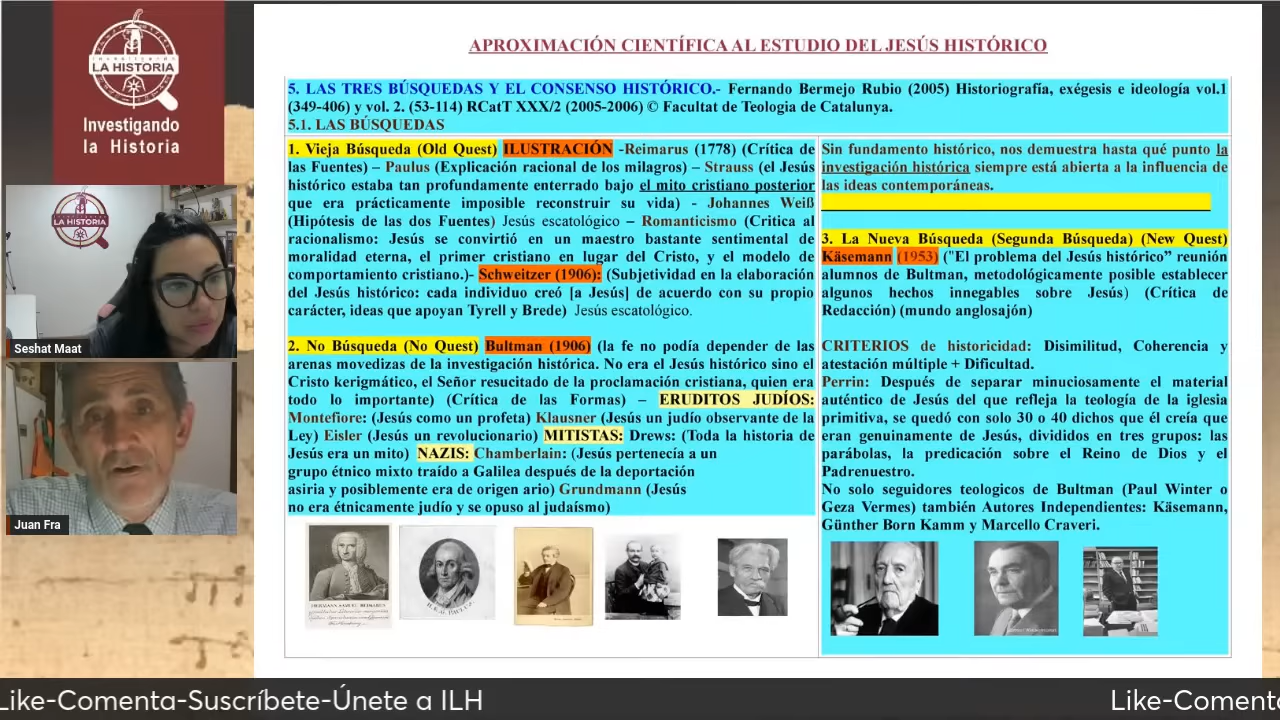 LA HISTORIA
Investigando
la Historia
LA HISTORIA
Seshat Maat
Juan Fra
APROXIMACIÓN CIENTÍFICA AL ESTUDIO DEL JESÚS HISTÓRICO
5. LAS TRES BÚSQUEDAS Y EL CONSENSO HISTÓRICO.- Fernando Bermejo Rubio (2005) Historiografía, exégesis e ideología vol.1
(349-406) y vol. 2. (53-114) RCatT XXX/2 (2005-2006) © Facultat de Teologia de Catalunya.
5.1. LAS BÚSQUEDAS
1. Vieja Búsqueda (Old Quest) ILUSTRACIÓN -Reimarus (1778) (Crítica de
las Fuentes) – Paulus (Explicación racional de los milagros) – Strauss (el Jesús
histórico estaba tan profundamente enterrado bajo el mito cristiano posterior
que era prácticamente imposible reconstruir su vida) - Johannes Weiß
(Hipótesis de las dos Fuentes) Jesús escatológico – Romanticismo (Critica al
racionalismo: Jesús se convirtió en un maestro bastante sentimental de
moralidad eterna, el primer cristiano en lugar del Cristo, y el modelo de
comportamiento cristiano.)- Schweitzer (1906): (Subjetividad en la elaboración
del Jesús histórico: cada individuo creó [a Jesús] de acuerdo con su propio
carácter, ideas que apoyan Tyrell y Brede) Jesús escatológico.
2. No Búsqueda (No Quest) Bultman (1906) (la fe no podía depender de las
arenas movedizas de la investigación histórica. No era el Jesús histórico sino el
Cristo kerigmático, el Señor resucitado de la proclamación cristiana, quien era
todo lo importante) (Crítica de las Formas) – ERUDITOS JUDÍOS:
Montefiore: (Jesús como un profeta) Klausner (Jesús un judío observante de la
Ley) Eisler (Jesús un revolucionario) MITISTAS: Drews: (Toda la historia de
Jesús era un mito) NAZIS: Chamberlain: (Jesús pertenecía a un
grupo étnico mixto traído a Galilea después de la deportación
asiria y posiblemente era de origen ario) Grundmann (Jesús
no era étnicamente judío y se opuso al judaísmo)
Sin fundamento histórico, nos demuestra hasta qué punto la
investigación histórica siempre está abierta a la influencia de
las ideas contemporáneas.
3. La Nueva Búsqueda (Segunda Búsqueda) (New Quest)
Käsemann (1953) ("El problema del Jesús histórico” reunión
alumnos de Bultman, metodológicamente posible establecer
algunos hechos innegables sobre Jesús) (Crítica de
Redacción) (mundo anglosajón)
CRITERIOS de historicidad: Disimilitud, Coherencia y
atestación múltiple + Dificultad.
Perrin: Después de separar minuciosamente el material
auténtico de Jesús del que refleja la teología de la iglesia
primitiva, se quedó con solo 30 o 40 dichos que él creía que
eran genuinamente de Jesús, divididos en tres grupos: las
parábolas, la predicación sobre el Reino de Dios y el
Padrenuestro.
No solo seguidores teologicos de Bultman (Paul Winter o
Geza Vermes) también Autores Independientes: Käsemann,
Günther Born Kamm y Marcello Craveri.
Like-Comenta-Suscríbete-Únete a ILH
Like-Comenta